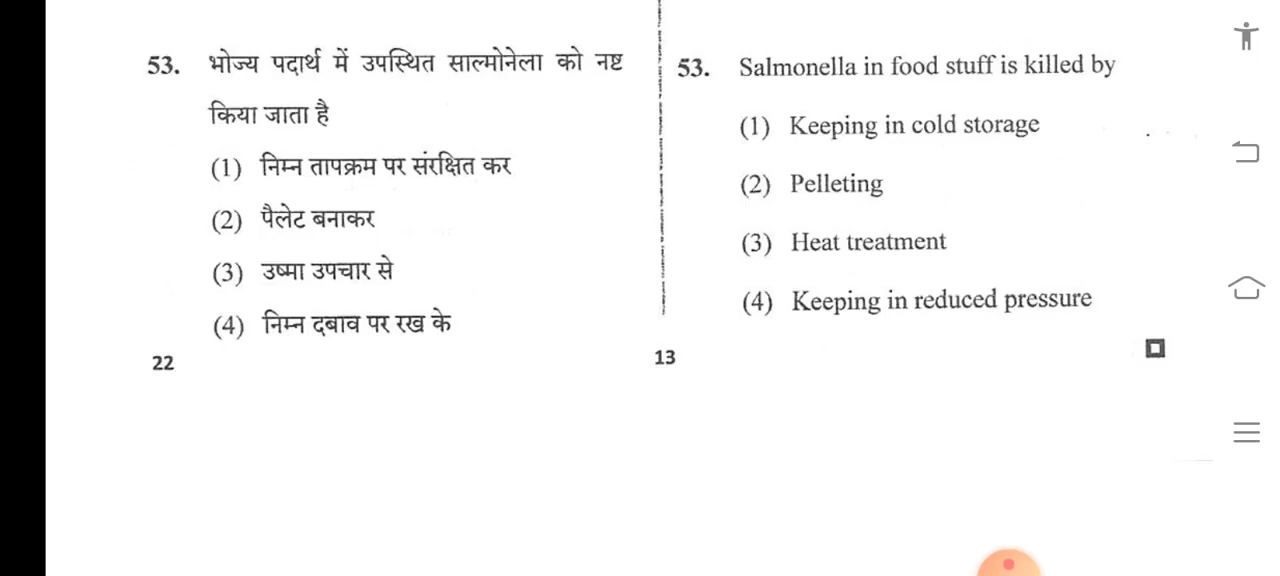 53. भोज्य पदार्थ में उपस्थित साल्मोनेला को नष्ट
किया जाता है
(1) निम्न तापक्रम पर संरक्षित कर
(2) पैलेट बनाकर
(3) उष्मा उपचार से
(4) निम्न दबाव पर रख के
22
53. Salmonella in food stuff is killed by
(1) Keeping in cold storage
(2) Pelleting
(3) Heat treatment
(4) Keeping in reduced pressure
13